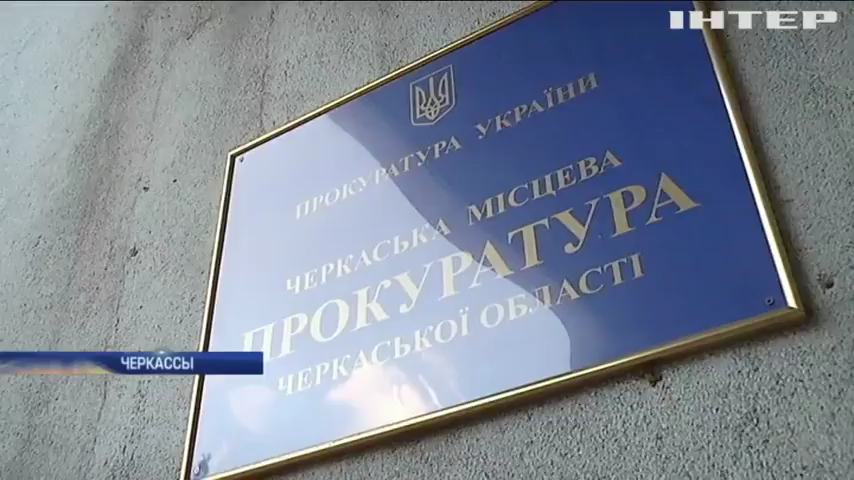 ІНТЕР
ПРОКУРАТУРА УКРАЇНИ
ЧЕРКАСЬКА МІСЦЕВА
ПРОКУРАТУРА
ЧЕРКАСЬКОЇ ОБЛАСТІ
ЧЕРКАССЫ